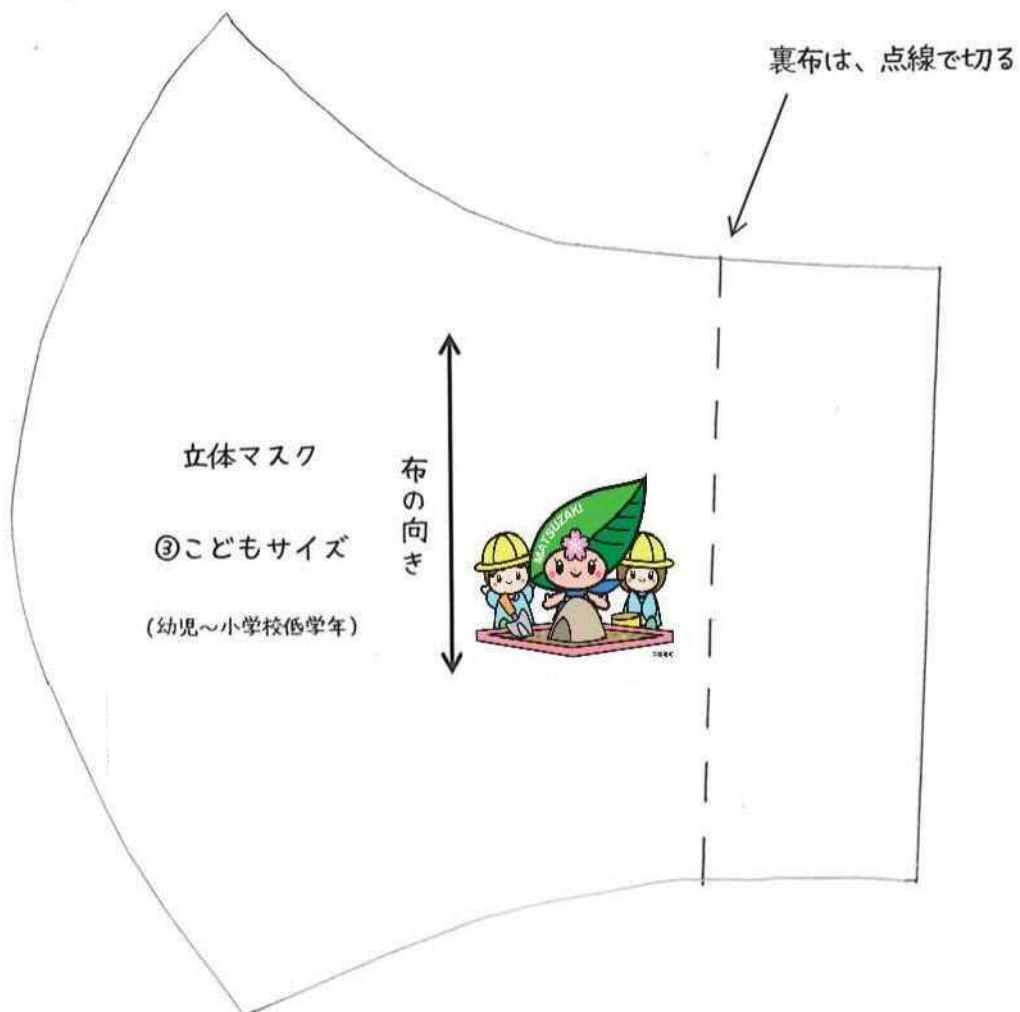 裏布は、点線で切る
立体マスク
③こどもサイズ
(幼児〜小学校低学年)
布の向き
MATSUZAKI